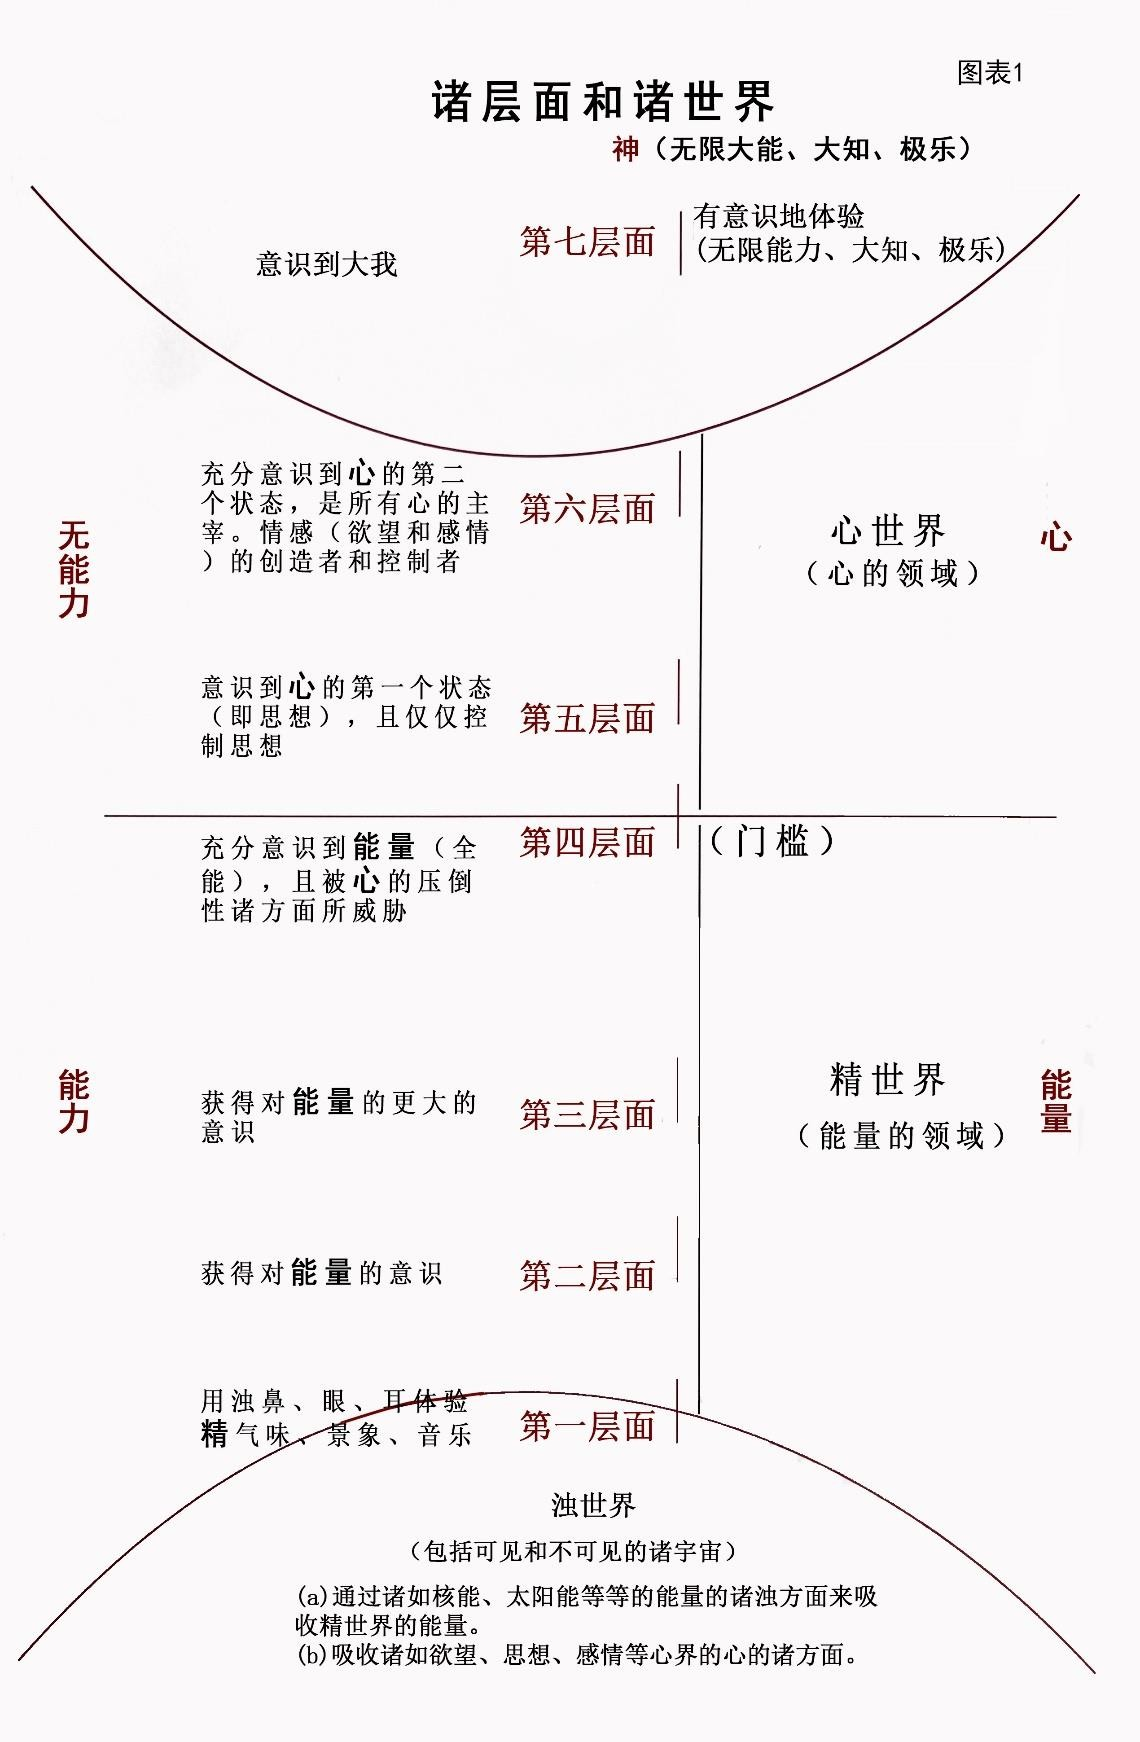 图表1
诸层面和诸世界
神（无限大能、大知、极乐）
意识到大我
第七层面
有意识地体验
(无限能力、大知、极乐)
无能力
充分意识到心的第二
个状态，是所有心的主
宰。情感（欲望和感情
）的创造者和控制者
第六层面
心世界
（心的领域）
心
意识到心的第一个状态
（即思想），且仅仅控
制思想
第五层面
充分意识到能量（全
能），且被心的压倒
性诸方面所威胁
第四层面
（门槛）
能力
获得对能量的更大的
意识
第三层面
精世界
（能量的领域）
能量
获得对能量的意识
第二层面
用浊鼻、眼、耳体验
精气味、景象、音乐
第一层面
浊世界
（包括可见和不可见的诸宇宙）
(a)通过诸如核能、太阳能等等的能量的诸浊方面来吸
收精世界的能量。
(b)吸收诸如欲望、思想、感情等心界的心的诸方面。